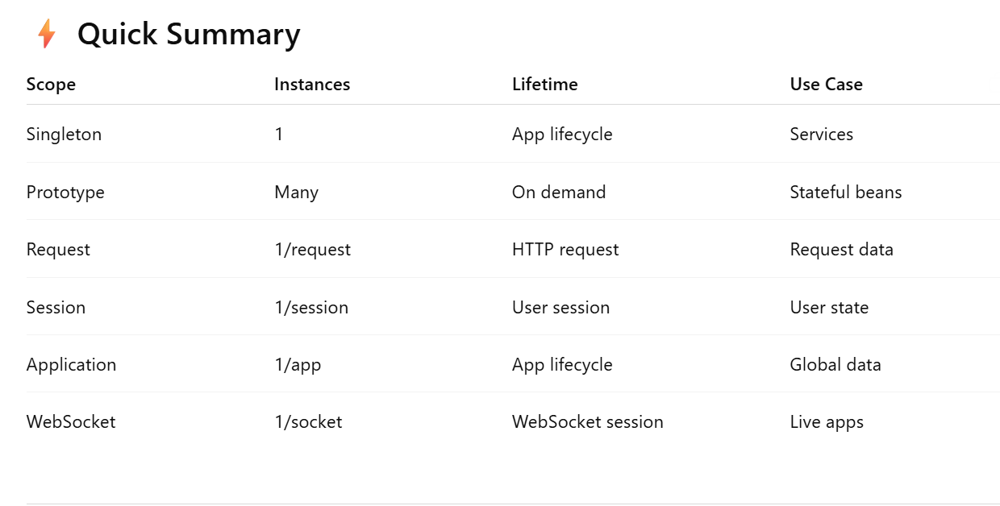 ⚡ Quick Summary
Scope Instances Lifetime Use Case
Singleton 1 App lifecycle Services
Prototype Many On demand Stateful beans
Request 1/request HTTP request Request data
Session 1/session User session User state
Application 1/app App lifecycle Global data
WebSocket 1/socket WebSocket session Live apps